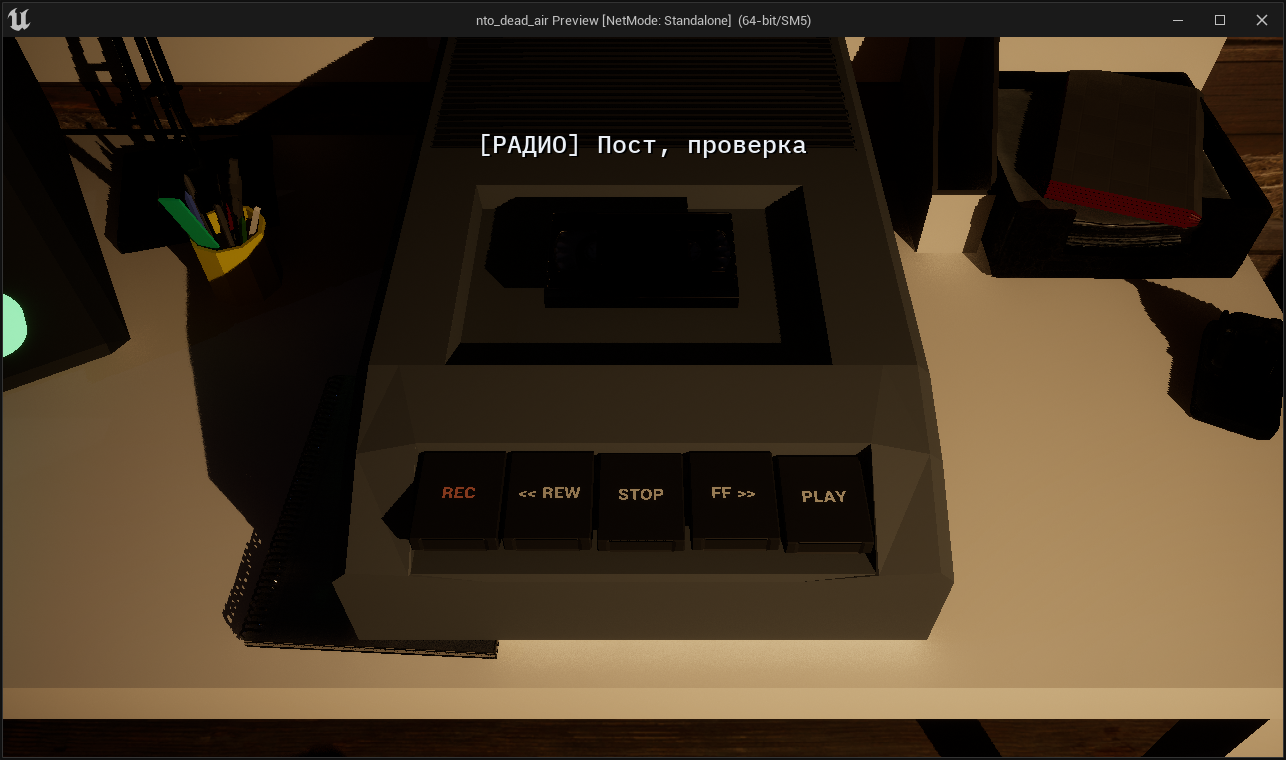 nto_dead_air Preview [NetMode: Standalone] (64-bit/SM5)
[РАДИО] Пост, проверка
REC << REW STOP FF >> PLAY